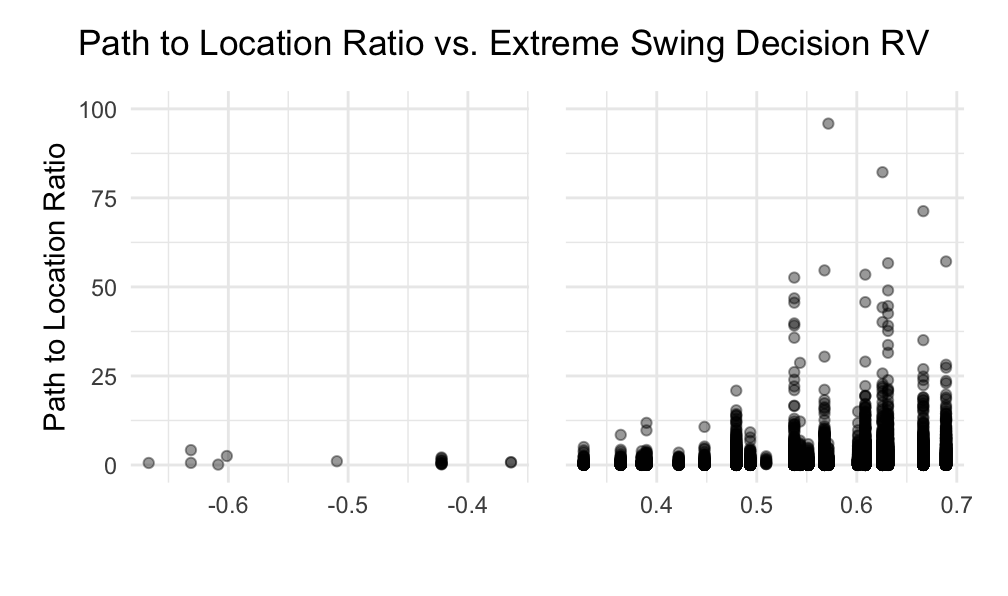 Path to Location Ratio vs. Extreme Swing Decision RV
Path to Location Ratio
100
75
50
25
0
-0.6 -0.5 -0.4 0.4 0.5 0.6 0.7